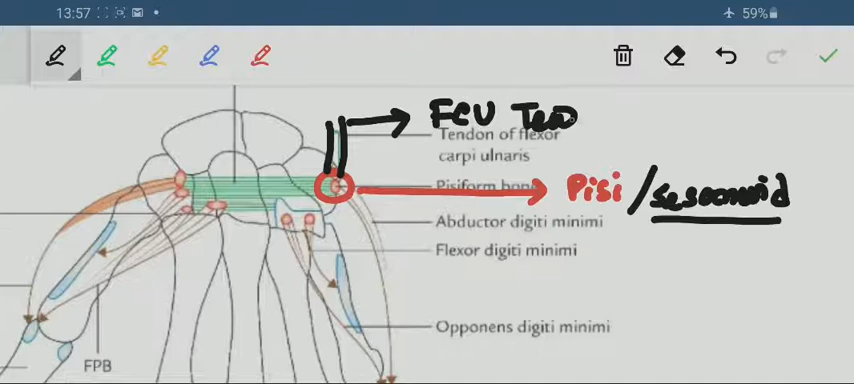 13:57
59%
FCU Ten
Tendon of flexor
carpi ulnaris
Pisiform bone
Pisi / sesamoid
Abductor digiti minimi
Flexor digiti minimi
Opponens digiti minimi
FPB